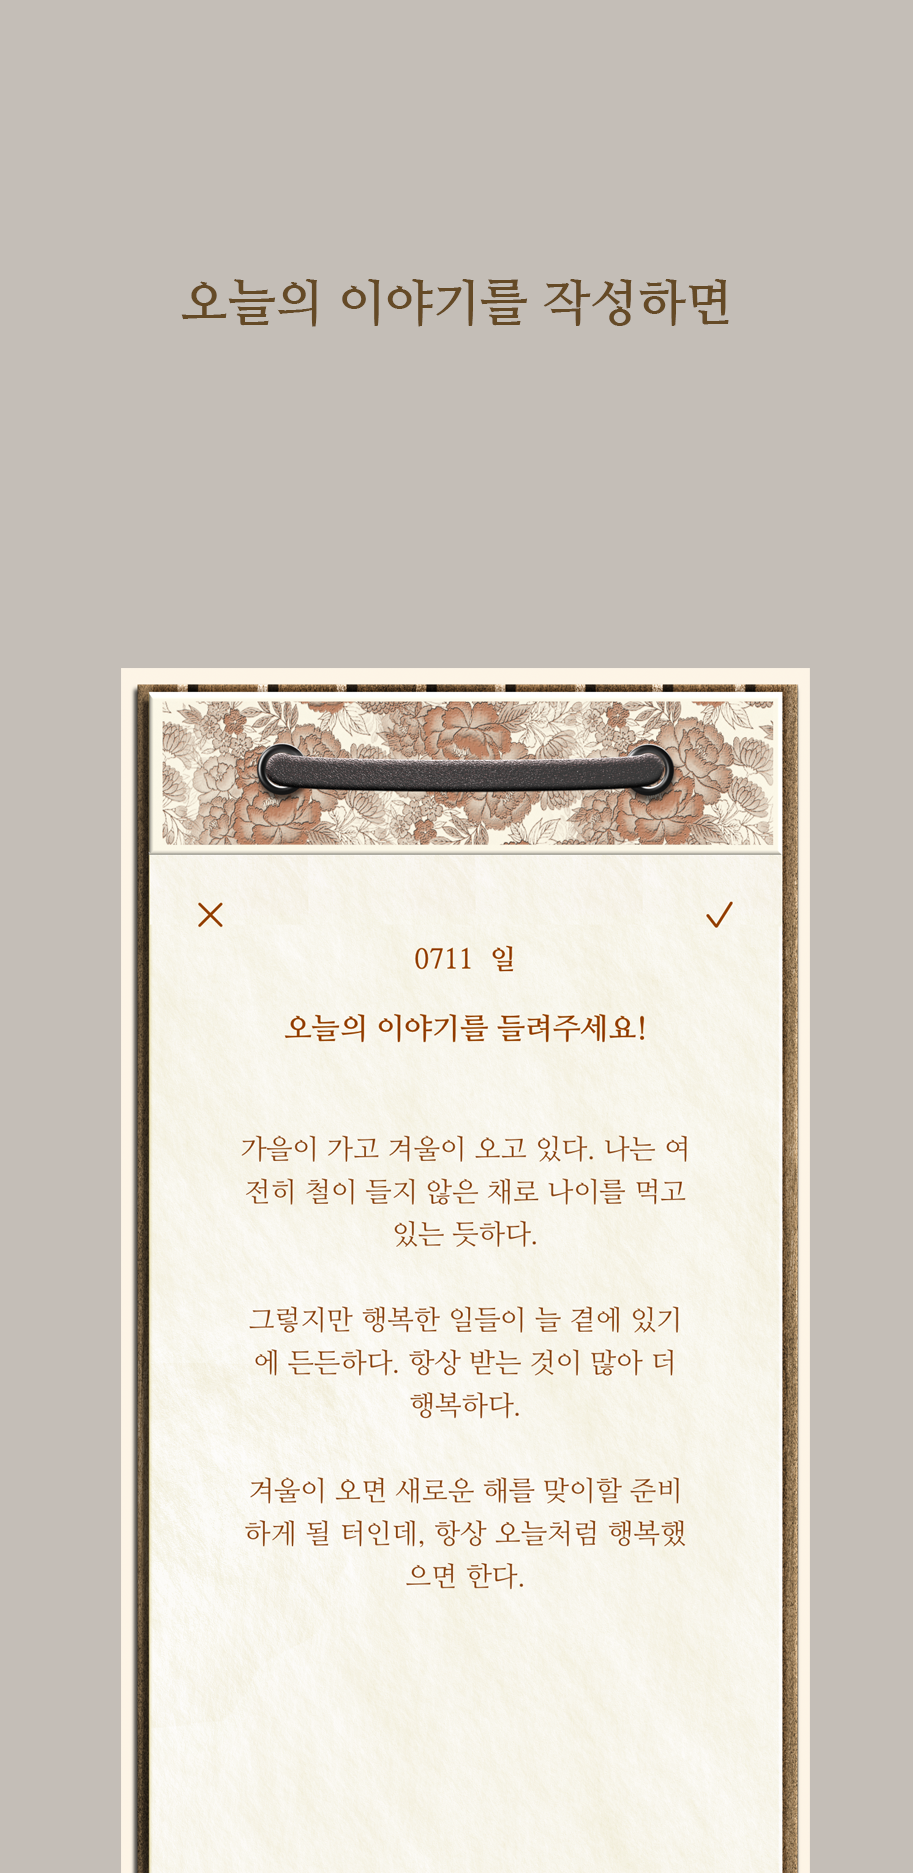 오늘의 이야기를 작성하면
0711 일
오늘의 이야기를 들려주세요!
가을이 가고 겨울이 오고 있다. 나는 여
전히 철이 들지 않은 채로 나이를 먹고
있는 듯하다.
그렇지만 행복한 일들이 늘 곁에 있기
에 든든하다. 항상 받는 것이 많아 더
행복하다.
겨울이 오면 새로운 해를 맞이할 준비
하게 될 터인데, 항상 오늘처럼 행복했
으면 한다.